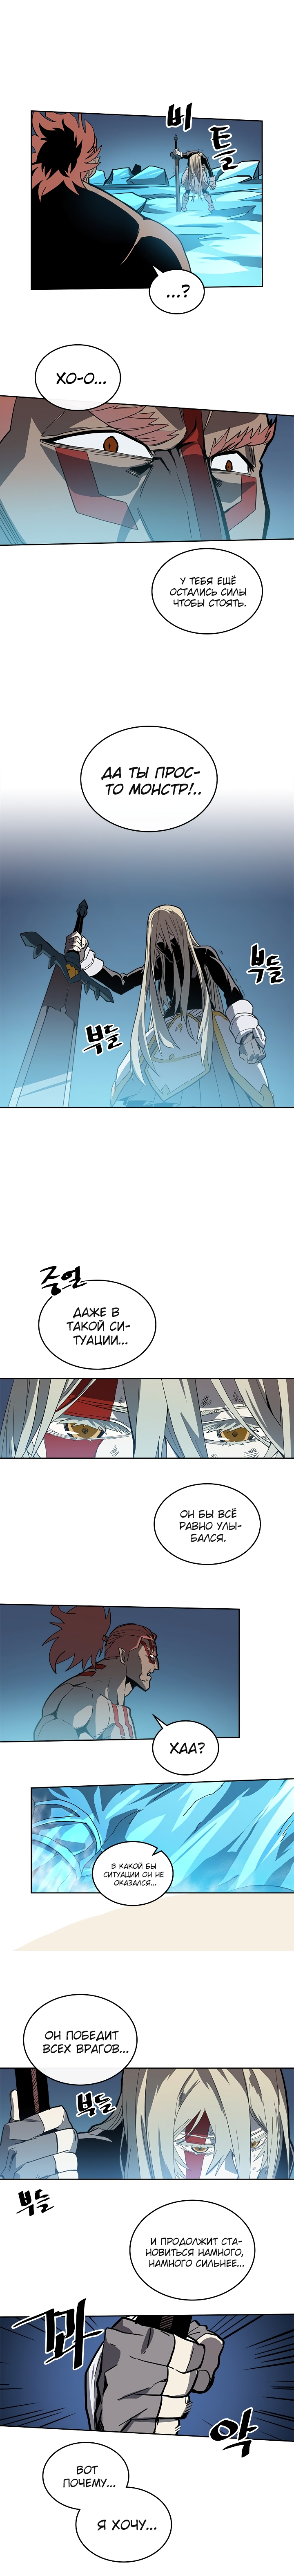 비
틀
...?
ХО-О...
У ТЕБЯ ЕЩЁ
ОСТАЛИСЬ СИЛЫ
ЧТОБЫ СТОЯТЬ.
ДА ТЫ ПРОС-
ТО МОНСТР!..
부들
부들
중얼
ДАЖЕ В
ТАКОЙ СИ-
ТУАЦИИ...
ОН БЫ ВСЁ
РАВНО УЛЫ-
БАЛСЯ.
ХАА?
В КАКОЙ БЫ
СИТУАЦИИ ОН НЕ
ОКАЗАЛСЯ...
ОН ПОБЕДИТ
ВСЕХ ВРАГОВ...
부들
부들
И ПРОДОЛЖИТ СТА-
НОВИТЬСЯ НАМНОГО,
НАМНОГО СИЛЬНЕЕ...
꽈
악
ВОТ
ПОЧЕМУ...
Я ХОЧУ...